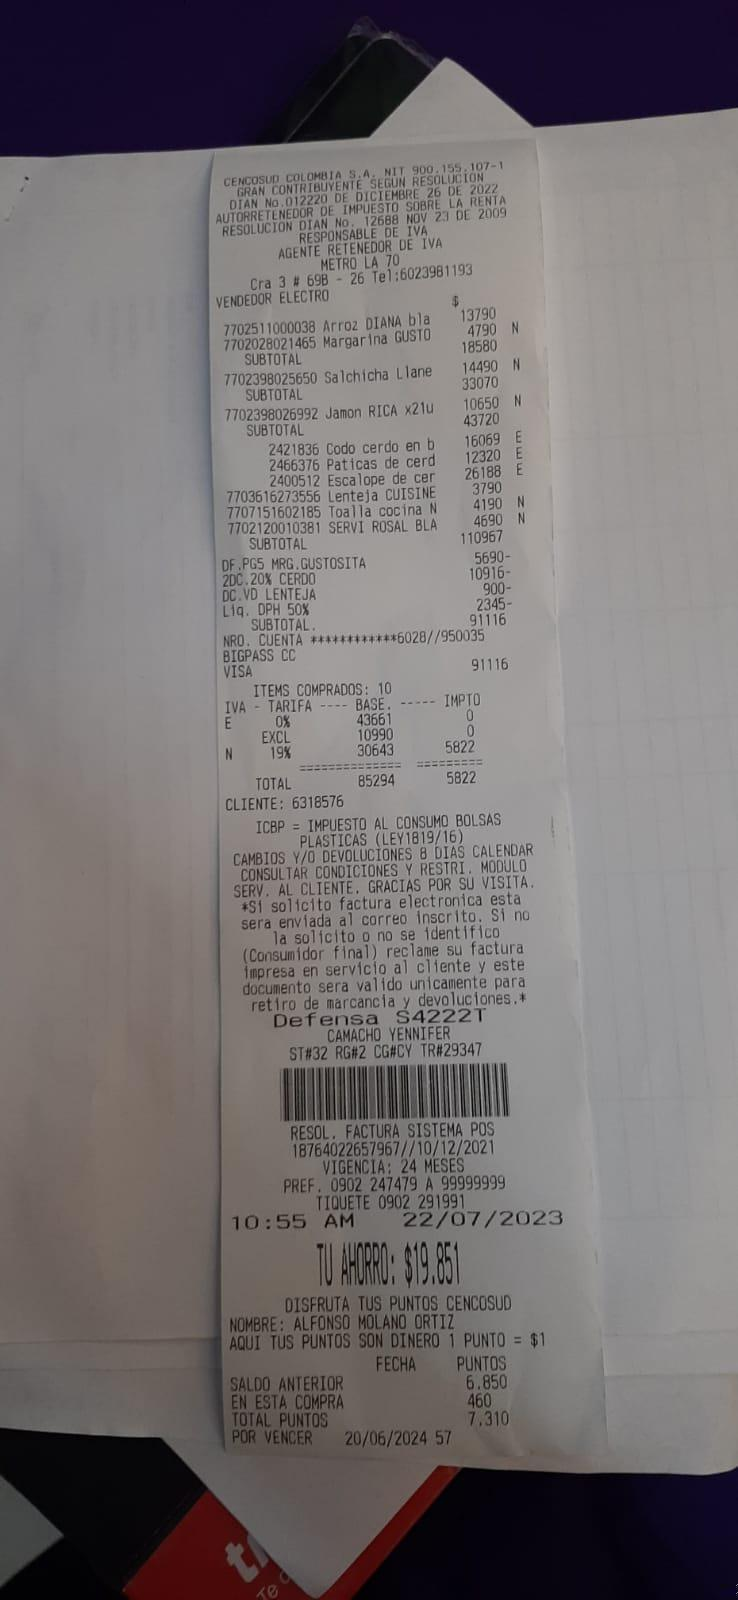 CENCOSUD COLOMBIA S.A. NIT 900.155.107-1
GRAN CONTRIBUYENTE SEGUN RESOLUCION
DIAN No.012220 DE DICIEMBRE 26 DE 2022
AUTORRETENEDOR DE IMPUESTO SOBRE LA RENTA
RESOLUCION DIAN No. 12688 NOV 23 DE 2009
RESPONSABLE DE IVA
AGENTE RETENEDOR DE IVA
METRO LA 70
Cra 3 # 69B - 26 Tel:6023981193
VENDEDOR ELECTRO $
7702511000038 Arroz DIANA bla 13790
7702028021465 Margarina GUSTO 4790 N
SUBTOTAL 18580
7702398025650 Salchicha Llane 14490 N
SUBTOTAL 33070
7702398026992 Jamon RICA x21u 10650 N
SUBTOTAL 43720
2421836 Codo cerdo en b 16069 E
2466376 Paticas de cerd 12320 E
2400512 Escalope de cer 26188 E
7703616273556 Lenteja CUISINE 3790
7707151602185 Toalla cocina N 4190 N
7702120010381 SERVI ROSAL BLA 4690 N
SUBTOTAL 110967
DF.PG5 MRG.GUSTOSITA 5690-
2DC.20% CERDO 10916-
DC.VD LENTEJA 900-
Liq. DPH 50% 2345-
SUBTOTAL. 91116
NRO. CUENTA ************6028//950035
BIGPASS CC
VISA 91116
ITEMS COMPRADOS: 10
IVA - TARIFA ---- BASE. ----- IMPTO
E 0% 43661 0
EXCL 10990 0
N 19% 30643 5822
============== =========
TOTAL 85294 5822
CLIENTE: 6318576
ICBP = IMPUESTO AL CONSUMO BOLSAS
PLASTICAS (LEY1819/16)
CAMBIOS Y/O DEVOLUCIONES 8 DIAS CALENDAR
CONSULTAR CONDICIONES Y RESTRI. MODULO
SERV. AL CLIENTE. GRACIAS POR SU VISITA.
*Si solicito factura electronica esta
sera enviada al correo inscrito. Si no
la solicito o no se identifico
(Consumidor final) reclame su factura
impresa en servicio al cliente y este
documento sera valido unicamente para
retiro de marcancia y devoluciones.*
Defensa S4222T
CAMACHO YENNIFER
ST#32 RG#2 CG#CY TR#29347
RESOL. FACTURA SISTEMA POS
18764022657967//10/12/2021
VIGENCIA: 24 MESES
PREF. 0902 247479 A 99999999
TIQUETE 0902 291991
10:55 AM 22/07/2023
TU AHORRO: $19.851
DISFRUTA TUS PUNTOS CENCOSUD
NOMBRE: ALFONSO MOLANO ORTIZ
AQUI TUS PUNTOS SON DINERO 1 PUNTO = $1
FECHA PUNTOS
SALDO ANTERIOR 6.850
EN ESTA COMPRA 460
TOTAL PUNTOS 7.310
POR VENCER 20/06/2024 57